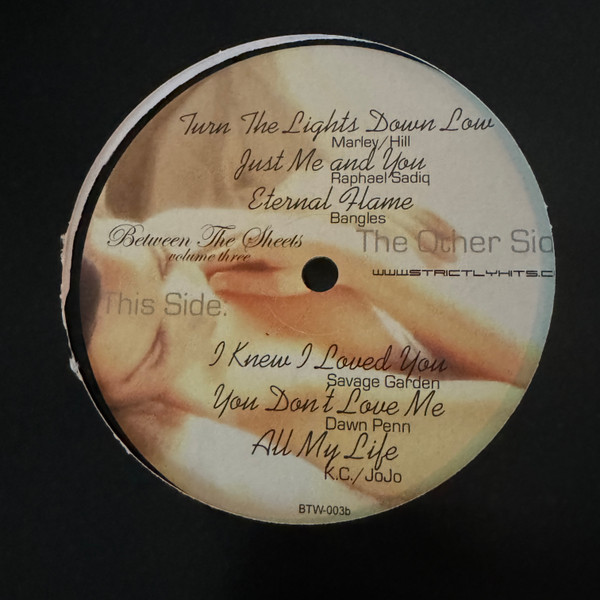 Turn The Lights Down Low
Marley/Hill
Just Me and You
Raphael Sadiq
Eternal Flame
Bangles
Between The Sheets
volume three
The Other Sid
WWW.STRICTLYHITS.C
This Side.
I Knew I Loved You
Savage Garden
You Don't Love Me
Dawn Penn
All My Life
K.C./JoJo
BTW-003b